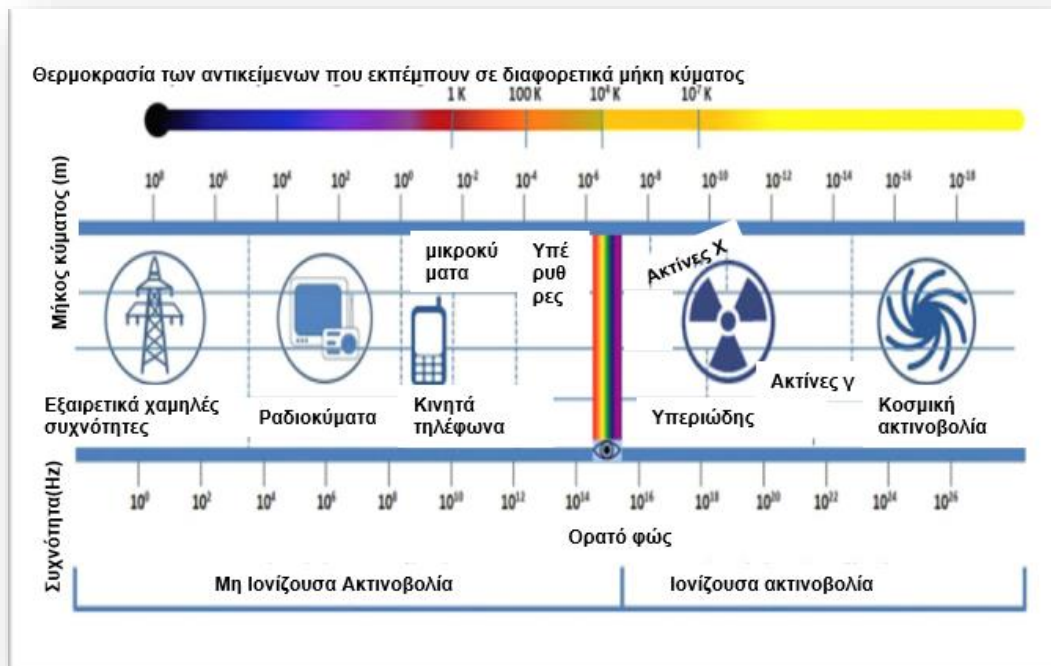 Θερμοκρασία των αντικείμενων που εκπέμπουν σε διαφορετικά μήκη κύματος
1 K 100 K 10⁴ K 10⁷ K
Μήκος κύματος (m)
10⁸ 10⁶ 10⁴ 10² 10⁰ 10⁻² 10⁻⁴ 10⁻⁶ 10⁻⁸ 10⁻¹⁰ 10⁻¹² 10⁻¹⁴ 10⁻¹⁶ 10⁻¹⁸
μικροκύ
ματα
Υπέ
ρυθ
ρες
Ακτίνες Χ
Ακτίνες γ
Εξαιρετικά χαμηλές
συχνότητες
Ραδιοκύματα
Κινητά
τηλέφωνα
Υπεριώδης
Κοσμική
ακτινοβολία
Συχνότητα(Hz)
10⁰ 10² 10⁴ 10⁶ 10⁸ 10¹⁰ 10¹² 10¹⁴ 10¹⁶ 10¹⁸ 10²⁰ 10²² 10²⁴ 10²⁶
Ορατό φώς
Μη Ιονίζουσα Ακτινοβολία
Ιονίζουσα ακτινοβολία